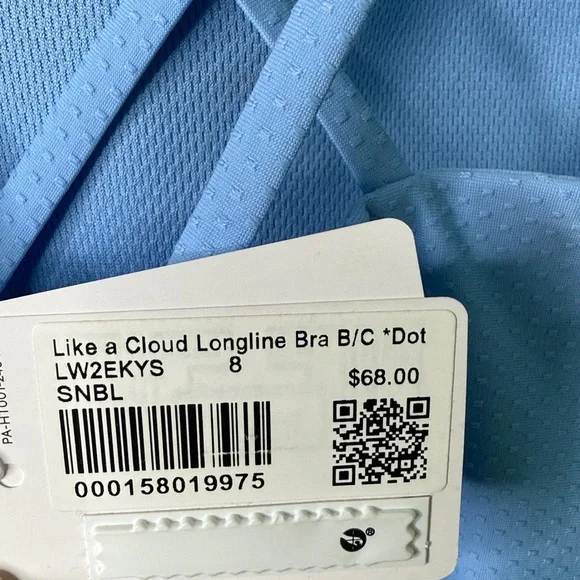 Like a Cloud Longline Bra B/C *Dot
LW2EKYS 8
SNBL
$68.00
000158019975